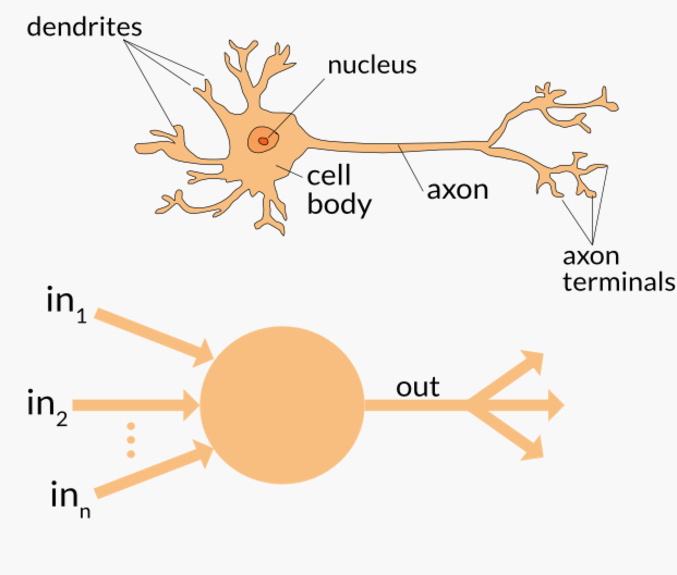 dendrites
nucleus
cell
body
axon
axon
terminals
in₁
in₂
out
inₙ